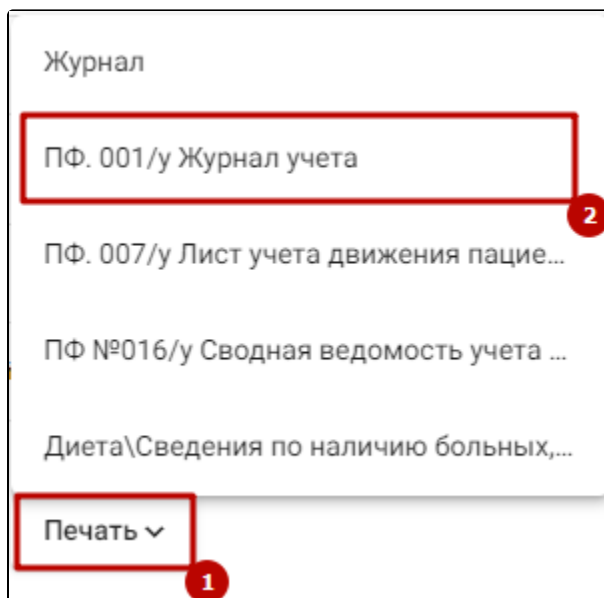 Журнал
ПФ. 001/у Журнал учета
2
ПФ. 007/у Лист учета движения пацие...
ПФ №016/у Сводная ведомость учета ...
Диета\Сведения по наличию больных,...
Печать
1